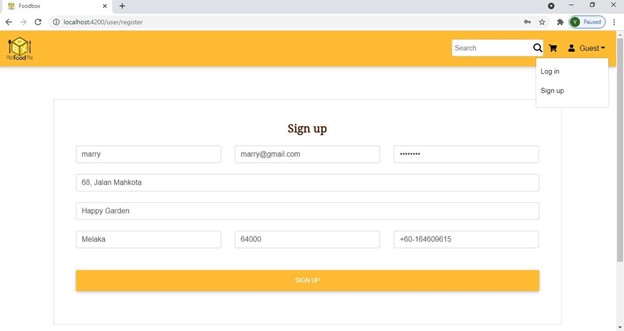 Foodbox
localhost:4200/user/register
Y Paused
Food
Search
Guest
Log in
Sign up
Sign up
marry marry@gmail.com ••••••••
68, Jalan Mahkota
Happy Garden
Melaka 64000 +60-164609615
SIGN UP